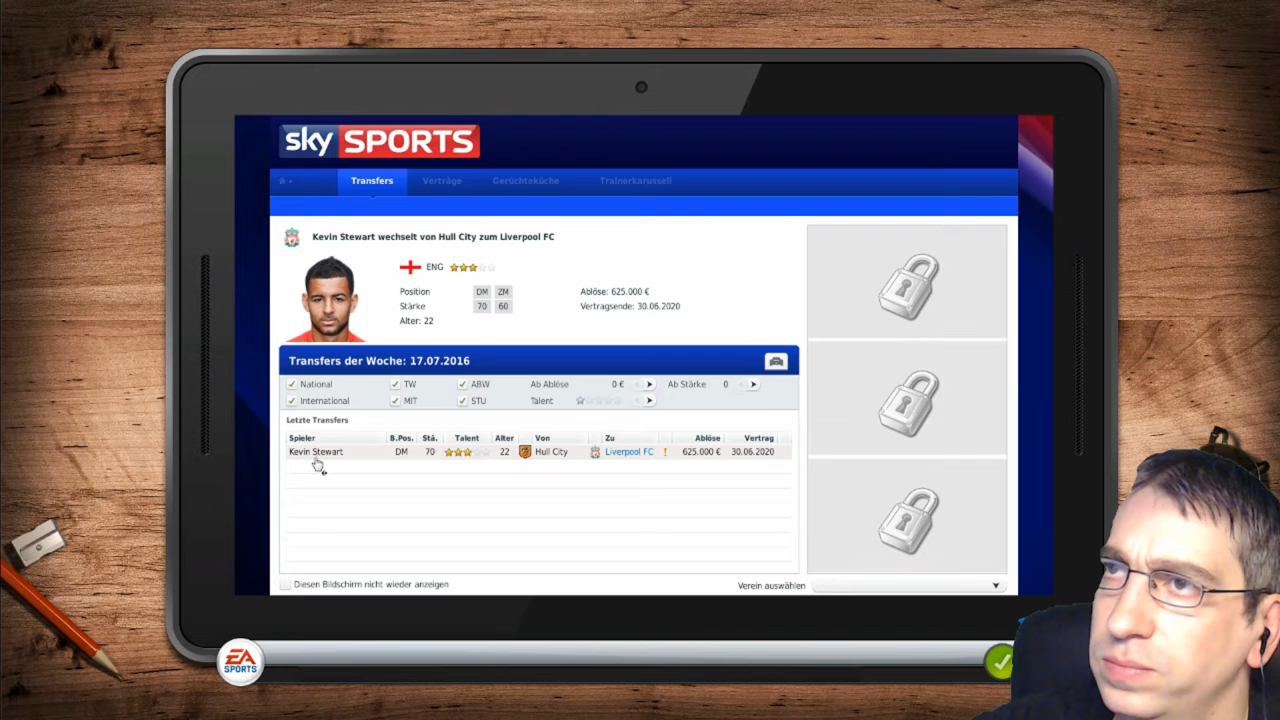 sky SPORTS
Transfers Verträge Gerüchteküche Trainerkarussell
Kevin Stewart wechselt von Hull City zum Liverpool FC
ENG
Position DM ZM Ablöse: 625.000 €
Stärke 70 60 Vertragsende: 30.06.2020
Alter: 22
Transfers der Woche: 17.07.2016
National TW ABW Ab Ablöse 0 € Ab Stärke 0
International MIT STU Talent
Letzte Transfers
Spieler B.Pos. Stä. Talent Alter Von Zu ! Ablöse Vertrag
Kevin Stewart DM 70 22 Hull City Liverpool FC ! 625.000 € 30.06.2020
Diesen Bildschirm nicht wieder anzeigen Verein auswählen
EA
SPORTS